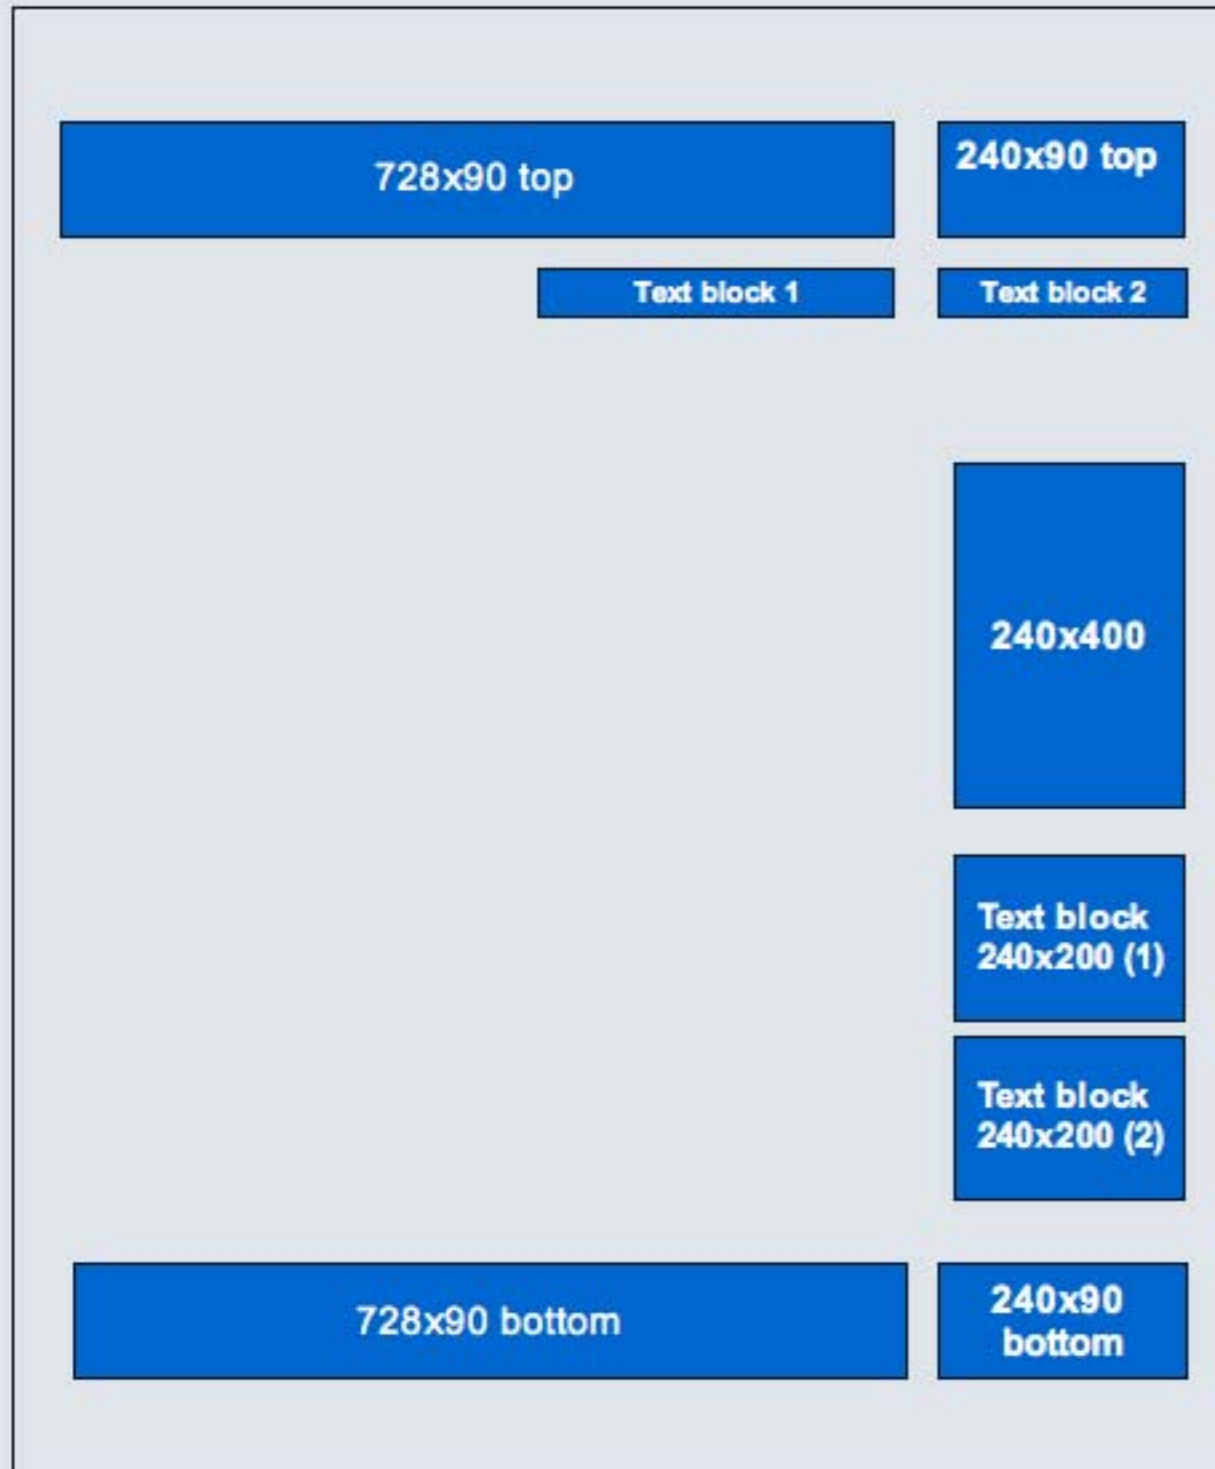 728x90 top
240x90 top
Text block 1
Text block 2
240x400
Text block
240x200 (1)
Text block
240x200 (2)
728x90 bottom
240x90
bottom